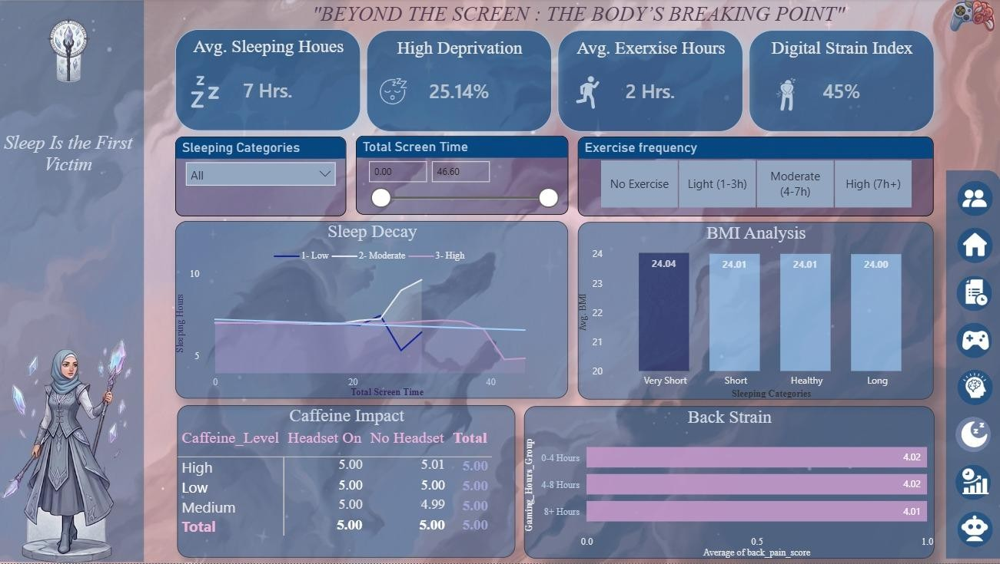 "BEYOND THE SCREEN : THE BODY'S BREAKING POINT"
Sleep Is the First
Victim
Avg. Sleeping Houes
z
z
z
7 Hrs.
High Deprivation
zzz
25.14%
Avg. Exerxise Hours
2 Hrs.
Digital Strain Index
45%
Sleeping Categories
All
Total Screen Time
0.00
46.60
Exercise frequency
No Exercise
Light (1-3h)
Moderate
(4-7h)
High (7h+)
Sleep Decay
1- Low
2- Moderate
3- High
Sleeping Hours
10
5
0
20
40
Total Screen Time
BMI Analysis
Avg. BMI
24
23
22
21
20
24.04
24.01
24.01
24.00
Very Short
Short
Healthy
Long
Sleeping Categories
Caffeine Impact
Caffeine_Level Headset On No Headset Total
High 5.00 5.01 5.00
Low 5.00 5.00 5.00
Medium 5.00 4.99 5.00
Total 5.00 5.00 5.00
Back Strain
Gaming_Hours_Group
0-4 Hours 4.02
4-8 Hours 4.02
8+ Hours 4.01
0.0 0.5 1.0
Average of back_pain_score
z z